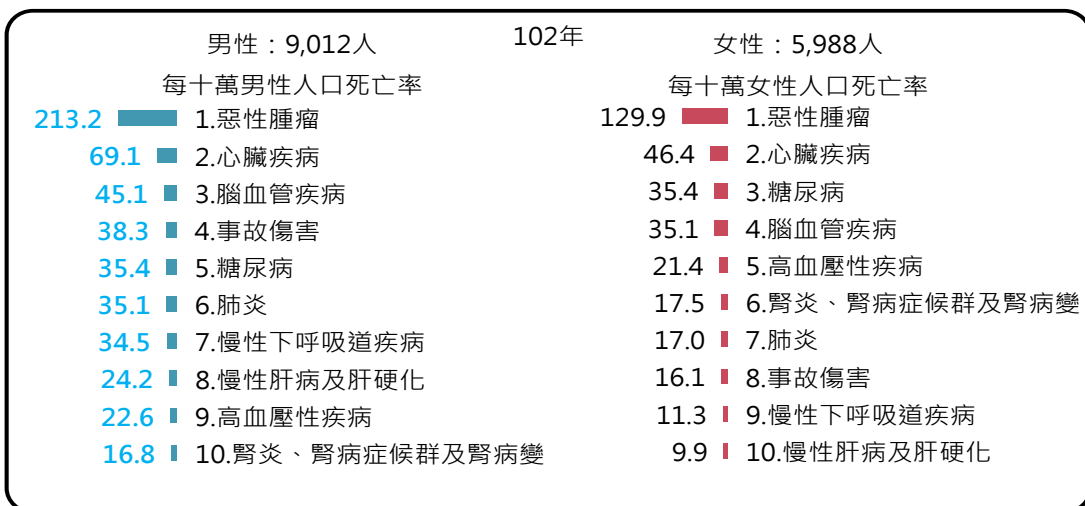 102年
男性：9,012人
每十萬男性人口死亡率
213.2 1.惡性腫瘤
69.1 2.心臟疾病
45.1 3.腦血管疾病
38.3 4.事故傷害
35.4 5.糖尿病
35.1 6.肺炎
34.5 7.慢性下呼吸道疾病
24.2 8.慢性肝病及肝硬化
22.6 9.高血壓性疾病
16.8 10.腎炎、腎病症候群及腎病變
女性：5,988人
每十萬女性人口死亡率
129.9 1.惡性腫瘤
46.4 2.心臟疾病
35.4 3.糖尿病
35.1 4.腦血管疾病
21.4 5.高血壓性疾病
17.5 6.腎炎、腎病症候群及腎病變
17.0 7.肺炎
16.1 8.事故傷害
11.3 9.慢性下呼吸道疾病
9.9 10.慢性肝病及肝硬化